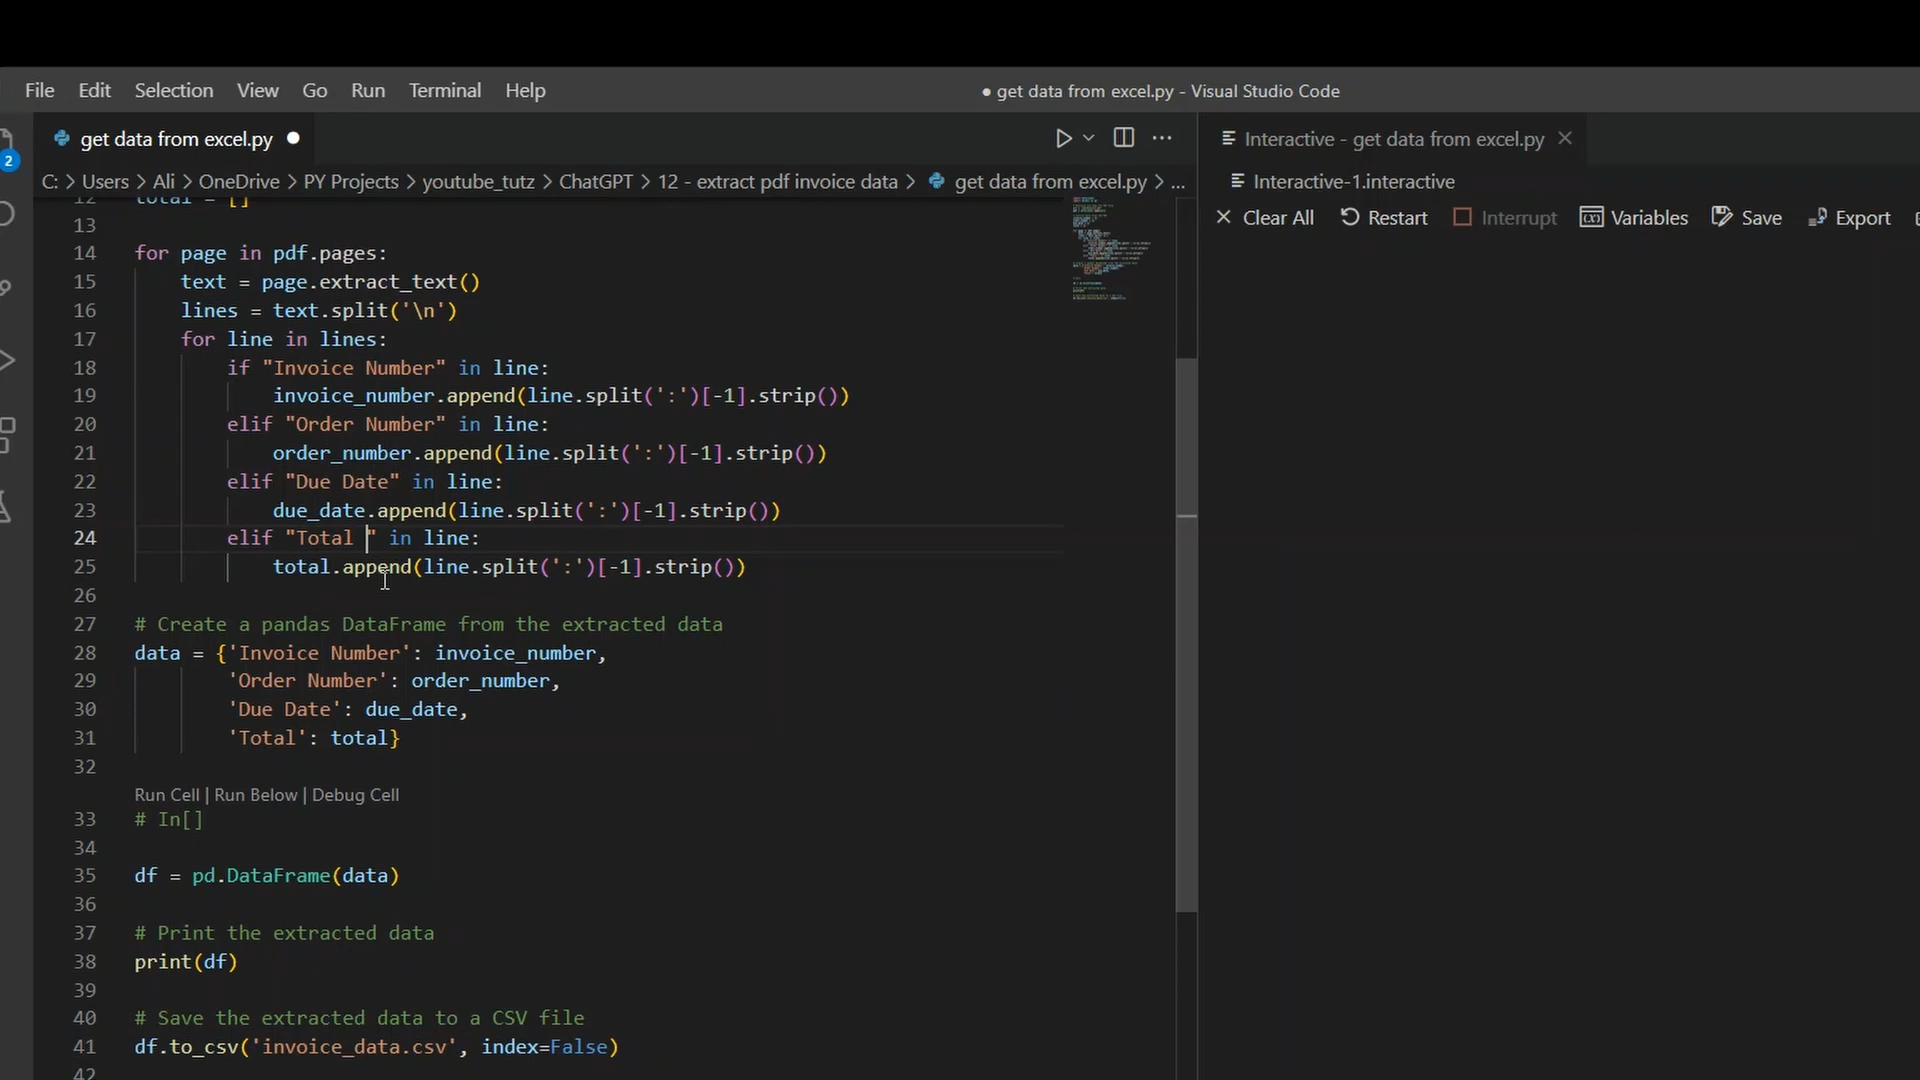 File Edit Selection View Go Run Terminal Help
● get data from excel.py - Visual Studio Code
get data from excel.py
Interactive - get data from excel.py
2
C: > Users > Ali > OneDrive > PY Projects > youtube_tutz > ChatGPT > 12 - extract pdf invoice data > get data from excel.py > ...
Interactive-1.interactive
Clear All Restart Interrupt Variables Save Export
12 total = []
13
14 for page in pdf.pages:
15     text = page.extract_text()
16     lines = text.split('\n')
17     for line in lines:
18         if "Invoice Number" in line:
19             invoice_number.append(line.split(':')[-1].strip())
20         elif "Order Number" in line:
21             order_number.append(line.split(':')[-1].strip())
22         elif "Due Date" in line:
23             due_date.append(line.split(':')[-1].strip())
24         elif "Total " in line:
25             total.append(line.split(':')[-1].strip())
26
27 # Create a pandas DataFrame from the extracted data
28 data = {'Invoice Number': invoice_number,
29         'Order Number': order_number,
30         'Due Date': due_date,
31         'Total': total}
32
Run Cell | Run Below | Debug Cell
33 # In[]
34
35 df = pd.DataFrame(data)
36
37 # Print the extracted data
38 print(df)
39
40 # Save the extracted data to a CSV file
41 df.to_csv('invoice_data.csv', index=False)
42